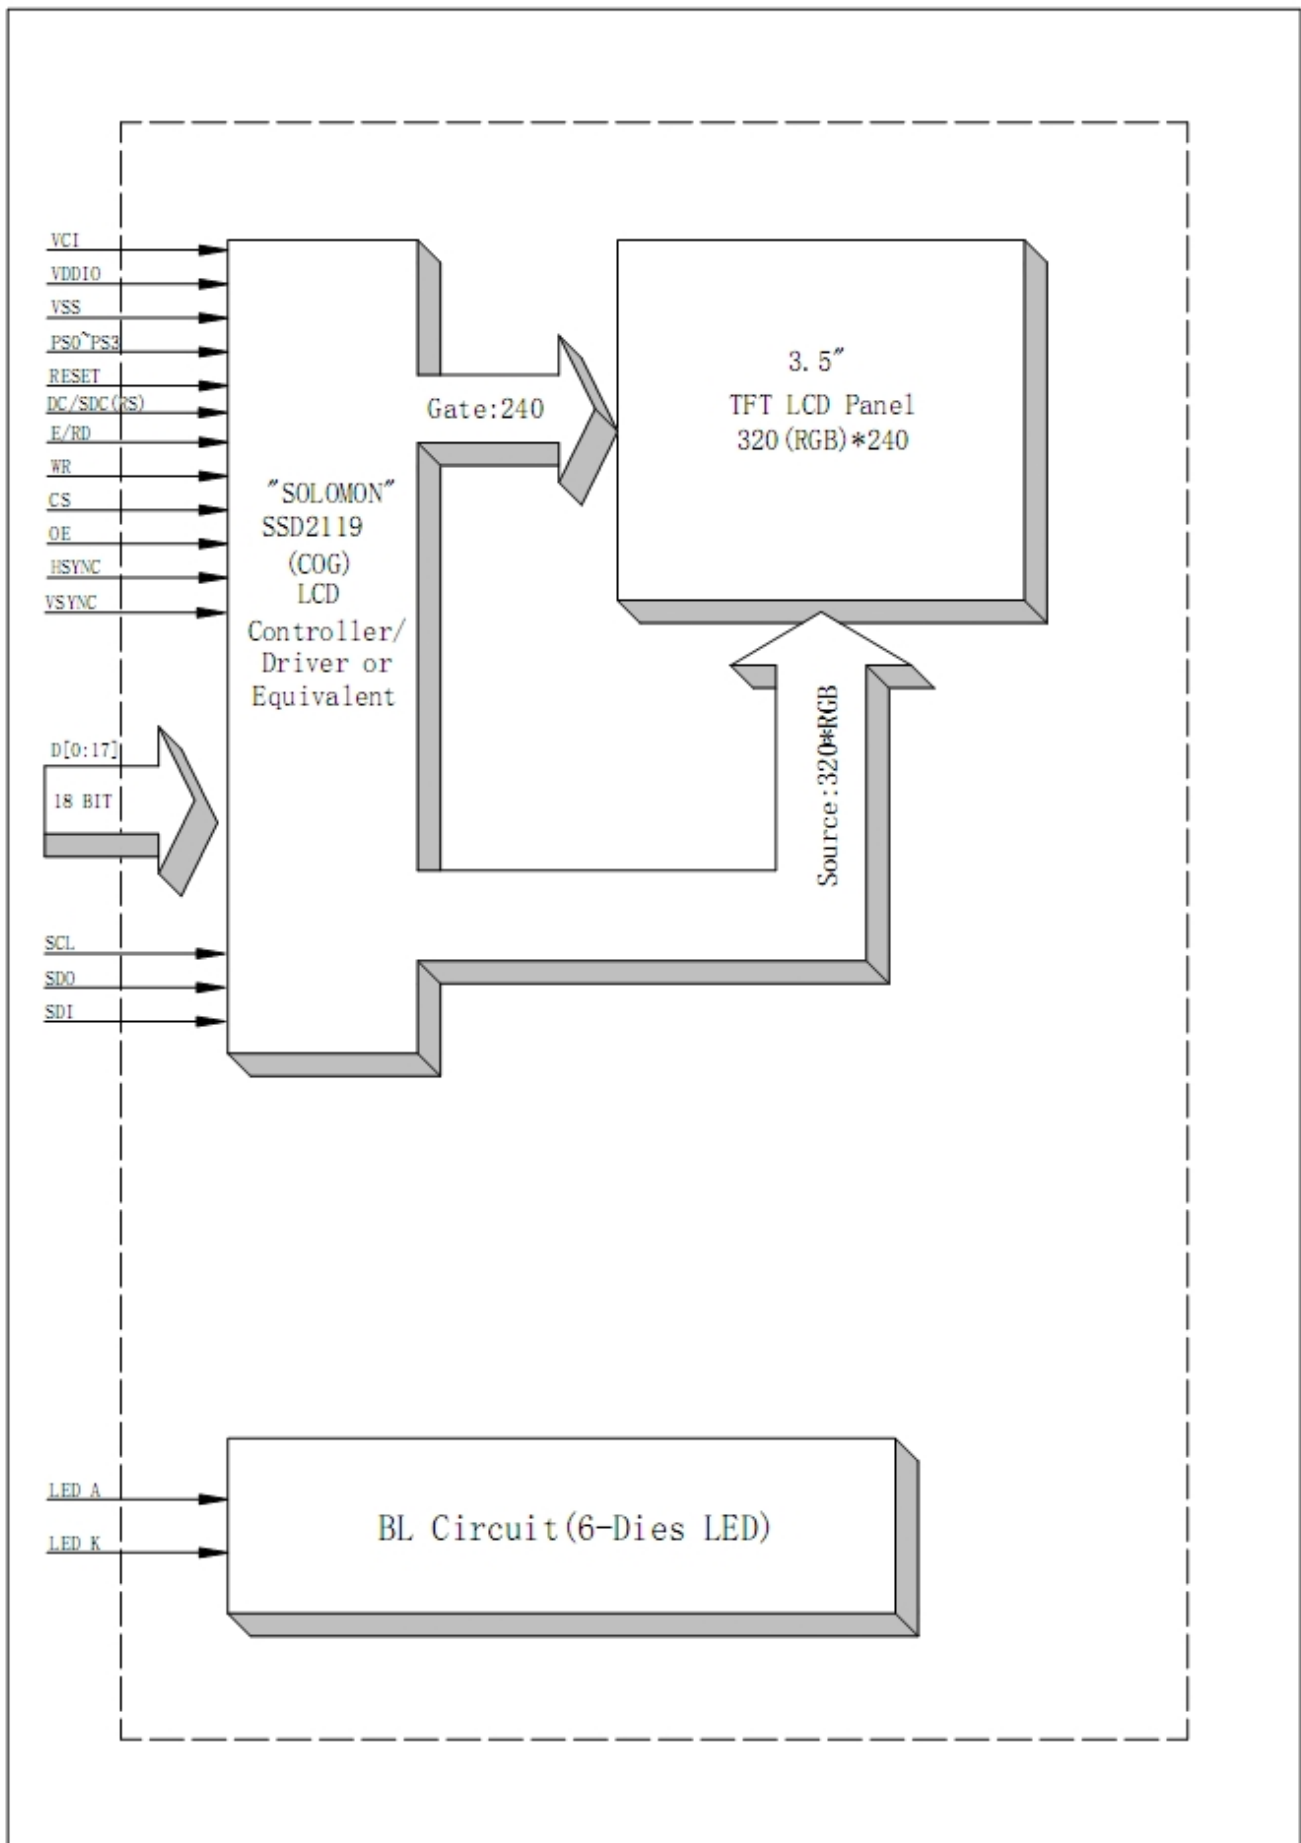 VCI
VDDIO
VSS
PS0~PS3
RESET
DC/SDC(RS)
E/RD
WR
CS
OE
HSYNC
VSYNC
D[0:17]
18 BIT
SCL
SDO
SDI
"SOLOMON"
SSD2119
(COG)
LCD
Controller/
Driver or
Equivalent
Gate:240
3.5"
TFT LCD Panel
320(RGB)*240
Source:320*RGB
LED A
LED K
BL Circuit(6-Dies LED)